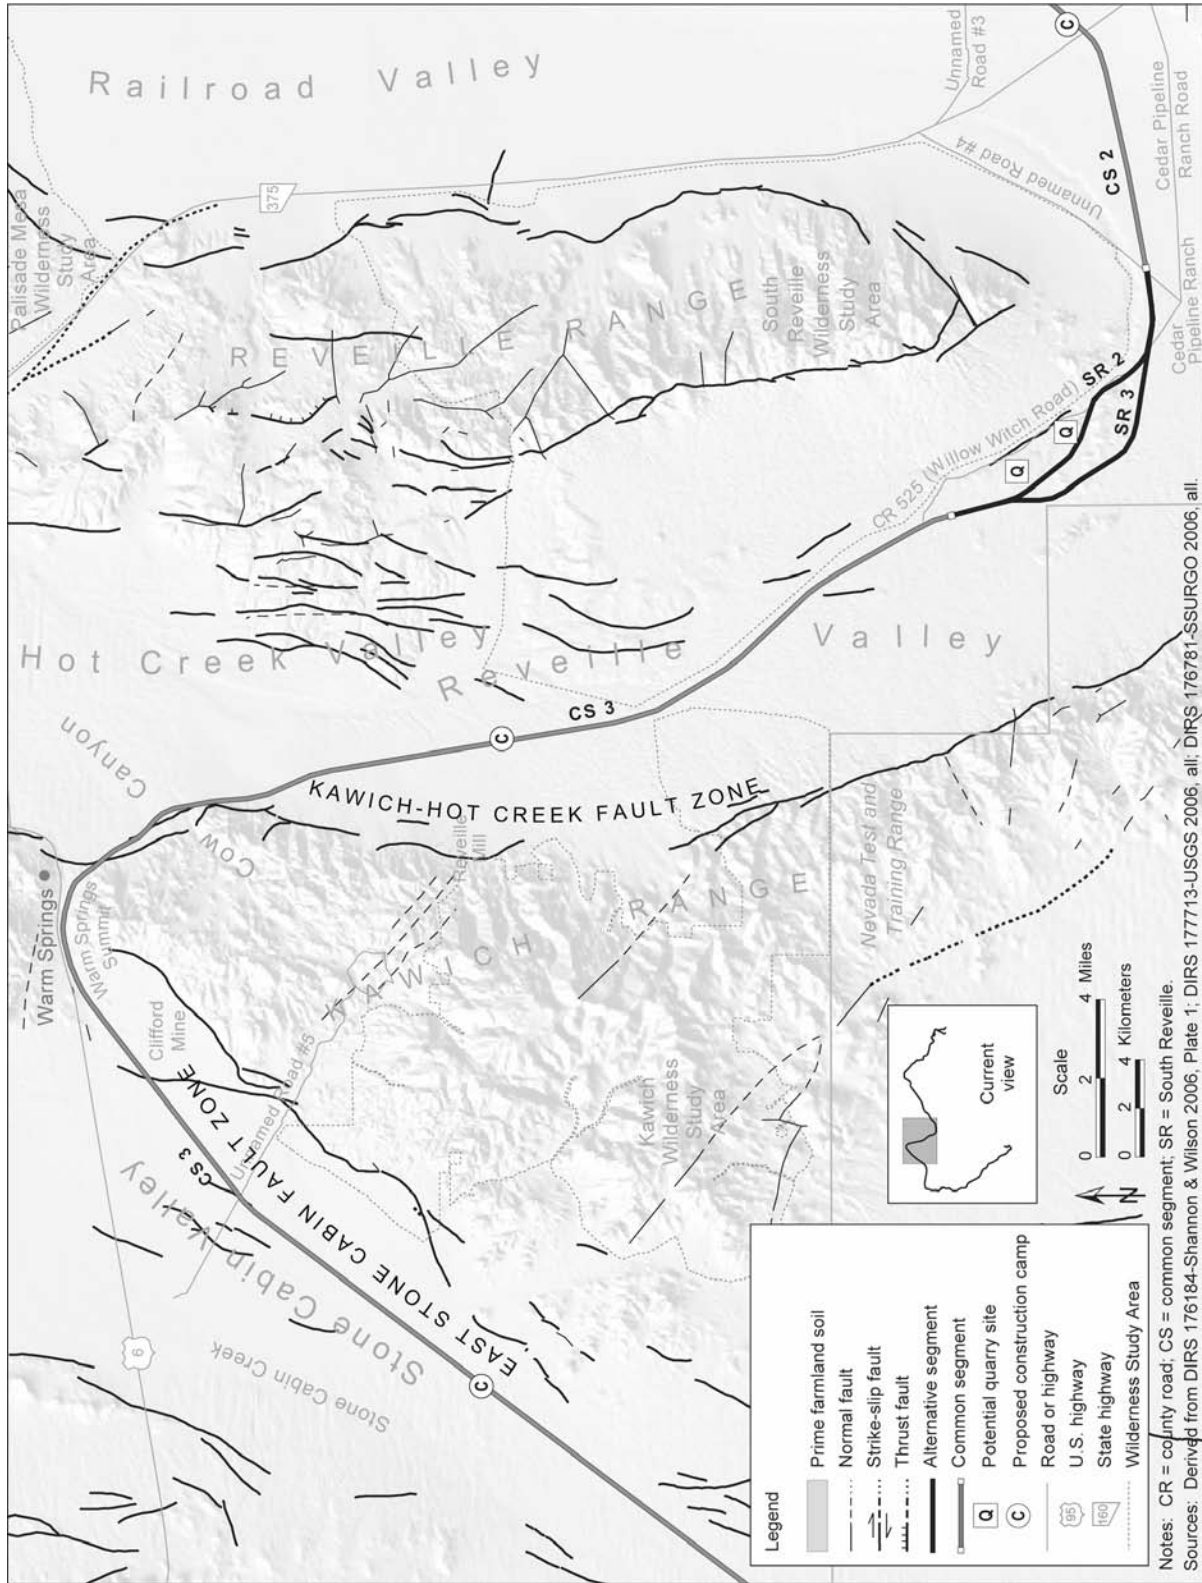 Railroad Valley
Palisade Mesa
Wilderness
Study
Area
375
Unnamed
Road #3
C
Unnamed Road #4
CS 2
Cedar Pipeline
Ranch Road
Cedar
Pipeline Ranch
REVEILLE RANGE
South
Reveille
Wilderness
Study
Area
SR 2
SR 3
Q
Q
CR 525 (Willow Witch Road)
Hot Creek Valley
Reveille Valley
CS 3
C
Cow Canyon
KAWICH-HOT CREEK FAULT ZONE
Reveille
Mill
Warm Springs
Warm Springs
Summit
KAWICH RANGE
Nevada Test and
Training Range
Clifford
Mine
Unnamed Road #5
Kawich
Wilderness
Study
Area
CS 3
EAST STONE CABIN FAULT ZONE
Stone Cabin Valley
6
Stone Cabin Creek
C
Current
view
Scale
0 2 4 Miles
0 2 4 Kilometers
N
Legend
Prime farmland soil
Normal fault
Strike-slip fault
Thrust fault
Alternative segment
Common segment
Q Potential quarry site
C Proposed construction camp
Road or highway
95 U.S. highway
160 State highway
Wilderness Study Area
Notes: CR = county road; CS = common segment; SR = South Reveille.
Sources: Derived from DIRS 176184-Shannon & Wilson 2006, Plate 1; DIRS 177713-USGS 2006, all; DIRS 176781-SSURGO 2006, all.